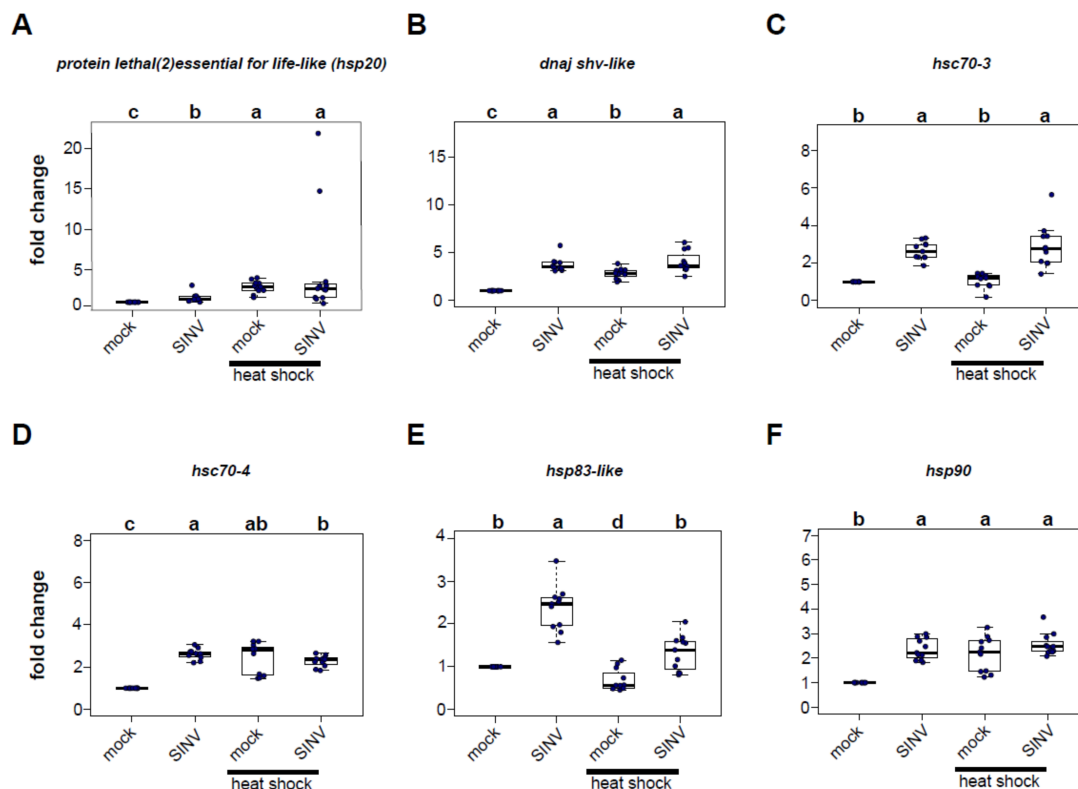 A
protein lethal(2)essential for life-like (hsp20)
c b a a
fold change
20
15
10
5
0
mock SINV mock SINV
heat shock
B
dnaj shv-like
c a b a
15
10
5
0
mock SINV mock SINV
heat shock
C
hsc70-3
b a b a
8
6
4
2
0
mock SINV mock SINV
heat shock
D
hsc70-4
c a ab b
fold change
8
6
4
2
0
mock SINV mock SINV
heat shock
E
hsp83-like
b a d b
4
3
2
1
0
mock SINV mock SINV
heat shock
F
hsp90
b a a a
7
6
5
4
3
2
1
0
mock SINV mock SINV
heat shock